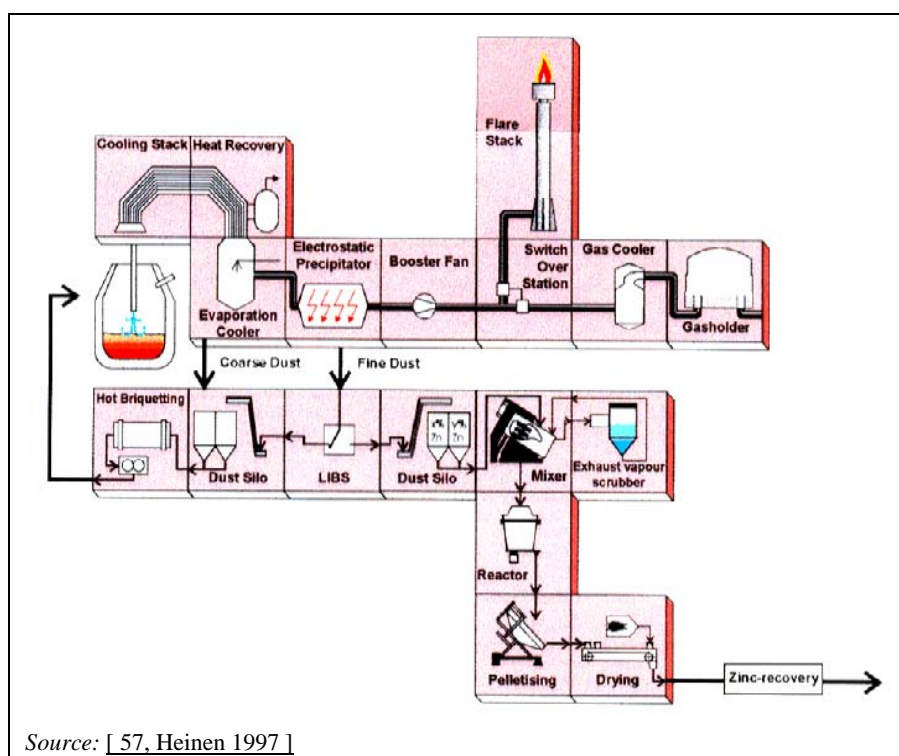 Flare
Stack
Cooling Stack Heat Recovery
Electrostatic
Precipitator
Booster Fan
Switch
Over
Station
Gas Cooler
Gasholder
Evaporation
Cooler
Coarse Dust
Fine Dust
Hot Briquetting
Dust Silo
LIBS
x% y%
Zn Zn
Dust Silo
Mixer
Exhaust vapour
scrubber
Reactor
Pelletising
Drying
Zinc-recovery
Source: [ 57, Heinen 1997 ]